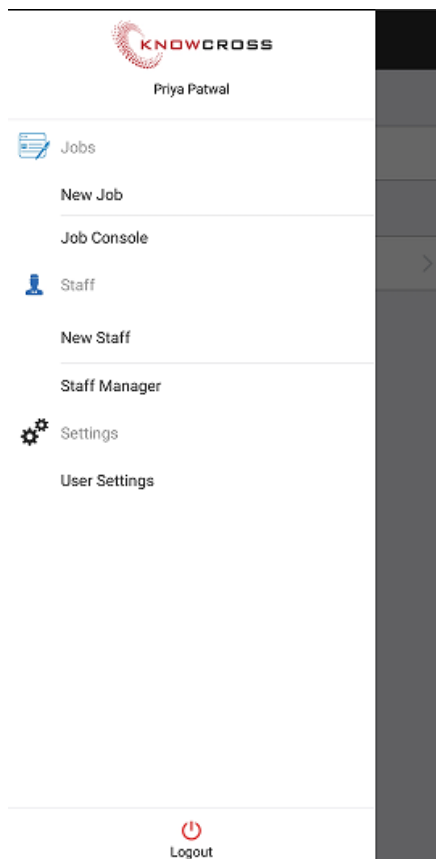 KNOWCROSS
Priya Patwal
Jobs
New Job
Job Console
Staff
New Staff
Staff Manager
Settings
User Settings
Logout